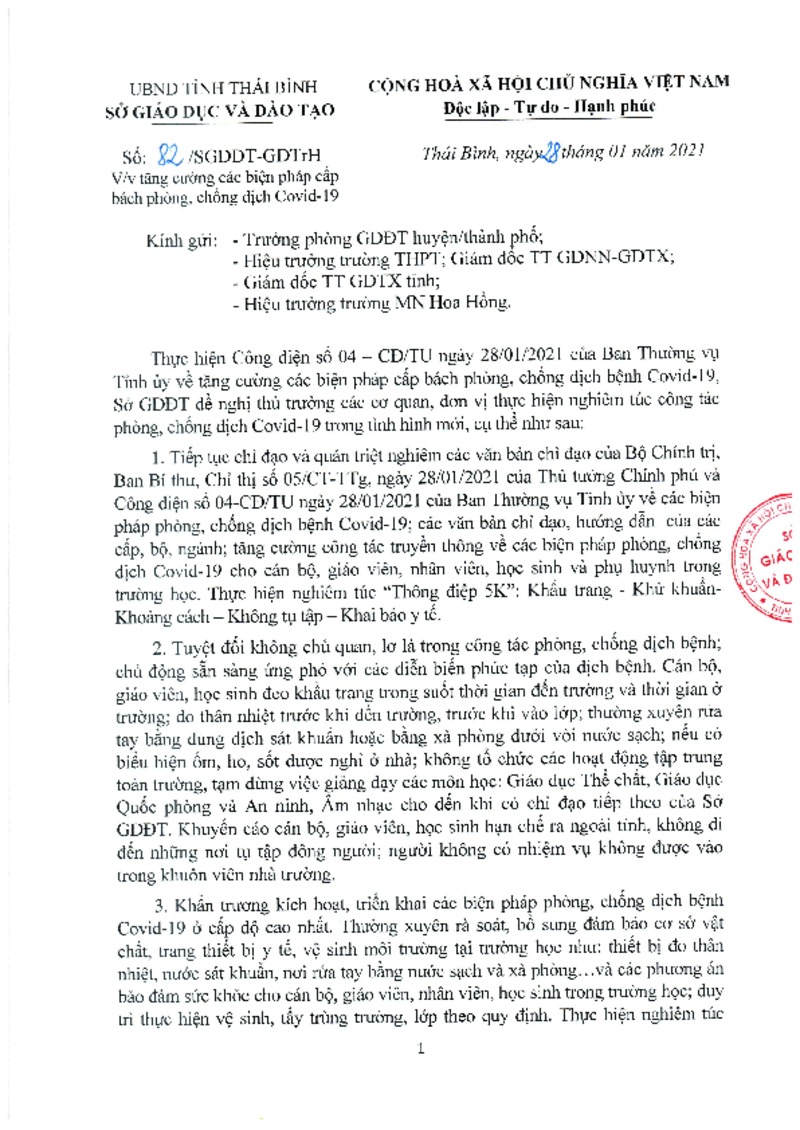 UBND TỈNH THÁI BÌNH
SỞ GIÁO DỤC VÀ ĐÀO TẠO
CỘNG HOÀ XÃ HỘI CHỦ NGHĨA VIỆT NAM
Độc lập - Tự do - Hạnh phúc
Số: 82 /SGDĐT-GDTrH
V/v tăng cường các biện pháp cấp
bách phòng, chống dịch Covid-19
Thái Bình, ngày 28 tháng 01 năm 2021
Kính gửi: - Trưởng phòng GDĐT huyện/thành phố;
- Hiệu trưởng trường THPT; Giám đốc TT GDNN-GDTX;
- Giám đốc TT GDTX tỉnh;
- Hiệu trưởng trường MN Hoa Hồng.
Thực hiện Công điện số 04 – CĐ/TU ngày 28/01/2021 của Ban Thường vụ
Tỉnh ủy về tăng cường các biện pháp cấp bách phòng, chống dịch bệnh Covid-19,
Sở GDĐT đề nghị thủ trưởng các cơ quan, đơn vị thực hiện nghiêm túc công tác
phòng, chống dịch Covid-19 trong tình hình mới, cụ thể như sau:
1. Tiếp tục chỉ đạo và quán triệt nghiêm các văn bản chỉ đạo của Bộ Chính trị,
Ban Bí thư, Chỉ thị số 05/CT-TTg, ngày 28/01/2021 của Thủ tướng Chính phủ và
Công điện số 04-CĐ/TU ngày 28/01/2021 của Ban Thường vụ Tỉnh ủy về các biện
pháp phòng, chống dịch bệnh Covid-19; các văn bản chỉ đạo, hướng dẫn của các
cấp, bộ, ngành; tăng cường công tác truyền thông về các biện pháp phòng, chống
dịch Covid-19 cho cán bộ, giáo viên, nhân viên, học sinh và phụ huynh trong
trường học. Thực hiện nghiêm túc “Thông điệp 5K”: Khẩu trang - Khử khuẩn-
Khoảng cách – Không tụ tập – Khai báo y tế.
2. Tuyệt đối không chủ quan, lơ là trong công tác phòng, chống dịch bệnh;
chủ động sẵn sàng ứng phó với các diễn biến phức tạp của dịch bệnh. Cán bộ,
giáo viên, học sinh đeo khẩu trang trong suốt thời gian đến trường và thời gian ở
trường; đo thân nhiệt trước khi đến trường, trước khi vào lớp; thường xuyên rửa
tay bằng dung dịch sát khuẩn hoặc bằng xà phòng dưới vòi nước sạch; nếu có
biểu hiện ốm, ho, sốt được nghỉ ở nhà; không tổ chức các hoạt động tập trung
toàn trường, tạm dừng việc giảng dạy các môn học: Giáo dục Thể chất, Giáo dục
Quốc phòng và An ninh, Âm nhạc cho đến khi có chỉ đạo tiếp theo của Sở
GDĐT. Khuyến cáo cán bộ, giáo viên, học sinh hạn chế ra ngoài tỉnh, không đi
đến những nơi tụ tập đông người; người không có nhiệm vụ không được vào
trong khuôn viên nhà trường.
3. Khẩn trương kích hoạt, triển khai các biện pháp phòng, chống dịch bệnh
Covid-19 ở cấp độ cao nhất. Thường xuyên rà soát, bổ sung đảm bảo cơ sở vật
chất, trang thiết bị y tế, vệ sinh môi trường tại trường học như: thiết bị đo thân
nhiệt, nước sát khuẩn, nơi rửa tay bằng nước sạch và xà phòng…và các phương án
bảo đảm sức khỏe cho cán bộ, giáo viên, nhân viên, học sinh trong trường học; duy
trì thực hiện vệ sinh, tẩy trùng trường, lớp theo quy định. Thực hiện nghiêm túc
CỘNG HOÀ XÃ HỘI CH
GIÁO
VÀ Đ
1